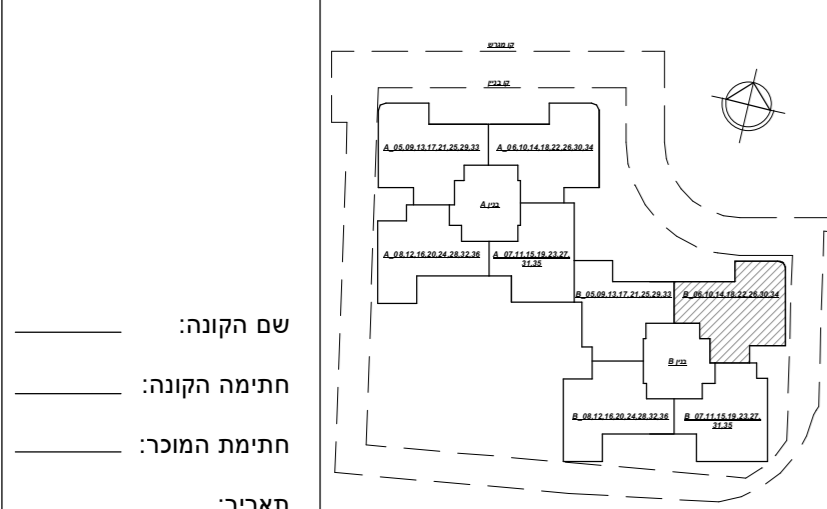 קו מגרש
קו בניין
A_05.09.13.17.21.25.29.33
A_06.10.14.18.22.26.30.34
בניין A
A_08.12.16.20.24.28.32.36
A_07.11.15.19.23.27.
31.35
B_05.09.13.17.21.25.29.33
B_06.10.14.18.22.26.30.34
בניין B
B_08.12.16.20.24.28.32.36
B_07.11.15.19.23.27.
31.35
שם הקונה:
חתימה הקונה:
חתימת המוכר:
תאריך: